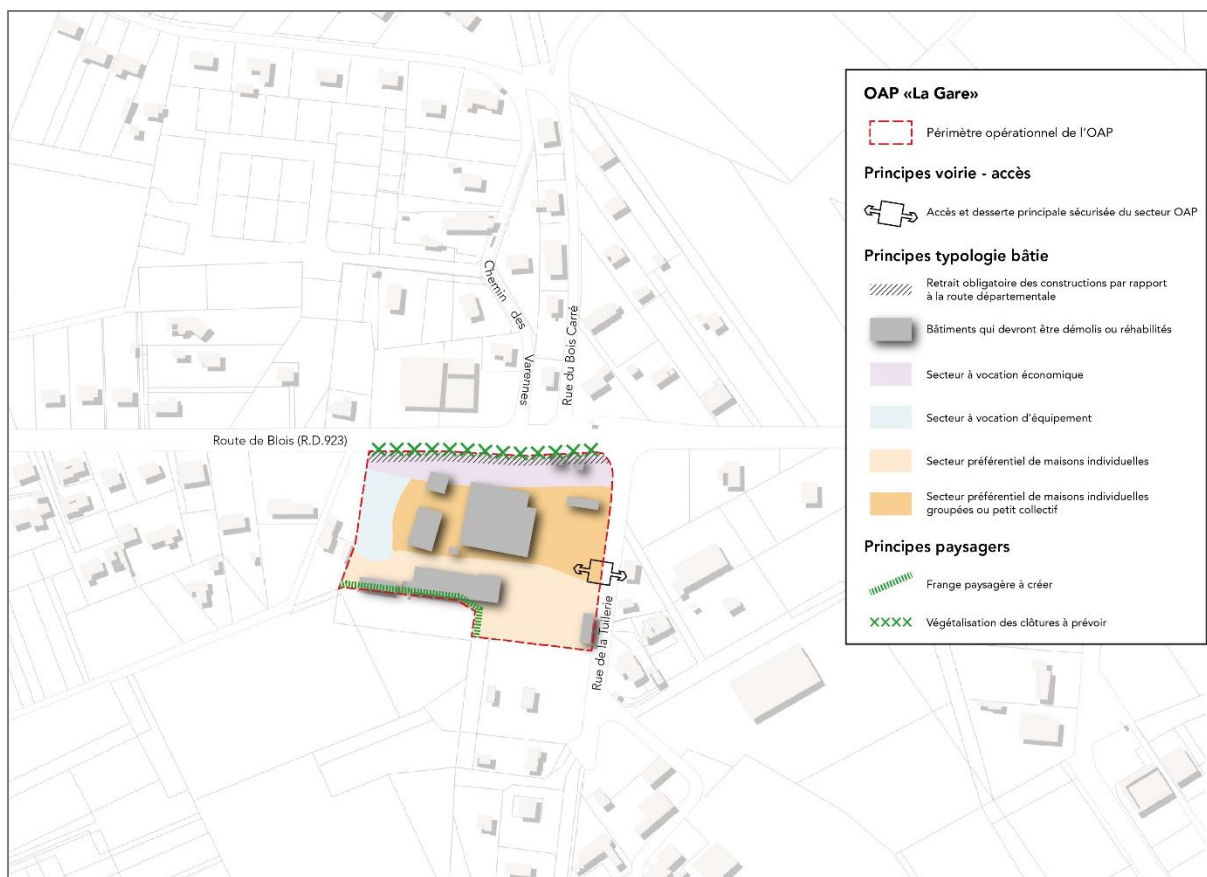 Chemin des
Varennes
Rue du Bois Carré
Route de Blois (R.D.923)
Rue de la Tuilerie
OAP «La Gare»
Périmètre opérationnel de l'OAP
Principes voirie - accès
Accès et desserte principale sécurisée du secteur OAP
Principes typologie bâtie
Retrait obligatoire des constructions par rapport
à la route départementale
Bâtiments qui devront être démolis ou réhabilités
Secteur à vocation économique
Secteur à vocation d'équipement
Secteur préférentiel de maisons individuelles
Secteur préférentiel de maisons individuelles
groupées ou petit collectif
Principes paysagers
Frange paysagère à créer
Végétalisation des clôtures à prévoir